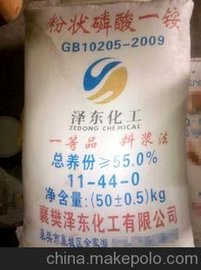 粉状磷酸一铵
GB10205-2009
泽东化工
ZEDONG CHEMICAL
一等品 料浆法
总养份≥55.0%
11-44-0
净含量:(50±0.5)kg
襄樊泽东化工有限公司
china.makepolo.com